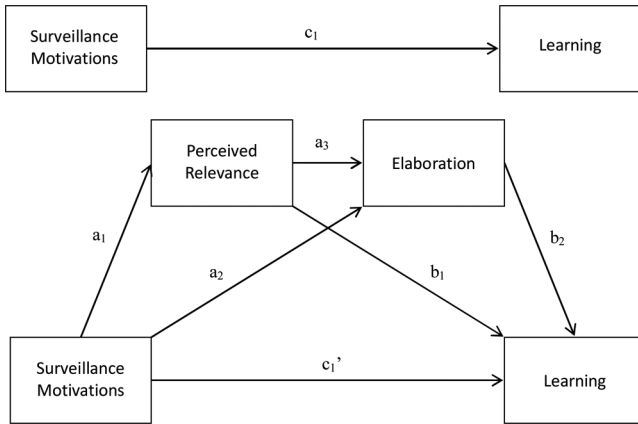 Surveillance
Motivations
c₁
Learning
Perceived
Relevance
a₃
Elaboration
a₁
a₂
b₁
b₂
Surveillance
Motivations
c₁’
Learning